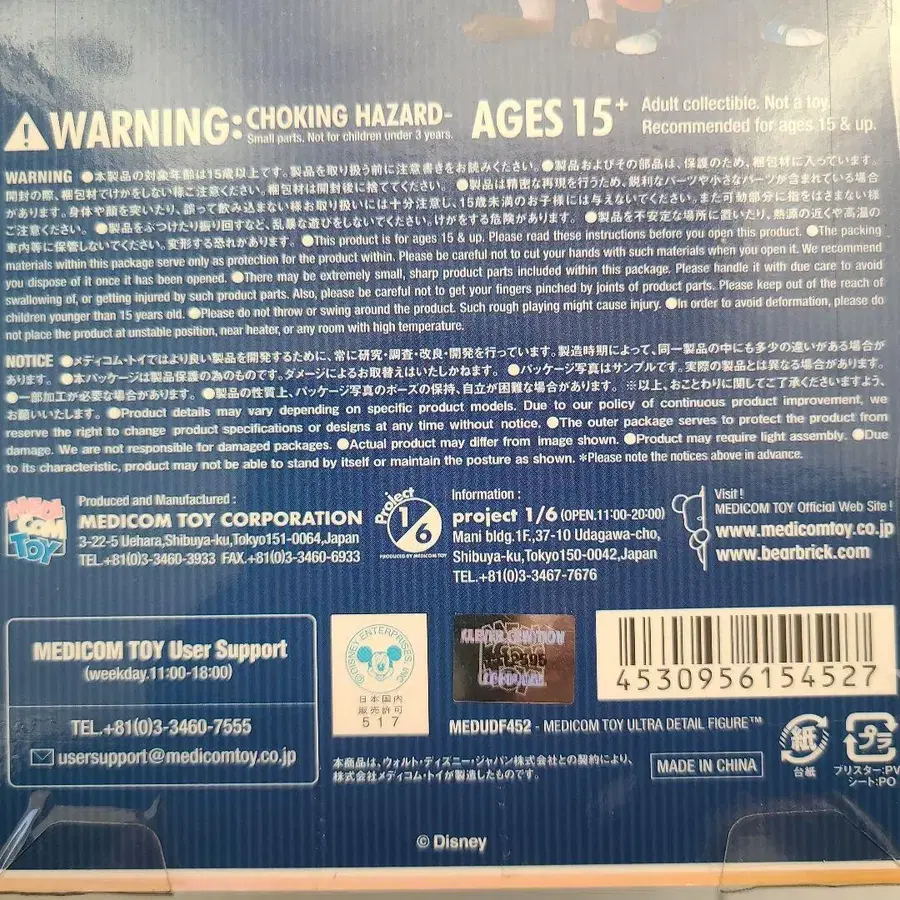 WARNING: CHOKING HAZARD-
Small parts. Not for children under 3 years.
AGES 15+
Adult collectible. Not a toy.
Recommended for ages 15 & up.
WARNING ●本製品の対象年齢は15歳以上です。製品を取り扱う前に注意書きをお読みください。●製品およびその部品は、保護のため、梱包材に入っています。
開封の際、梱包材でけがをしない様ご注意ください。梱包材は開封後に捨ててください。●製品は精密な再現を行うため、鋭利なパーツや小さなパーツが含まれている場合
があります。身体や顔を突いたり、誤って飲み込まない様お取り扱いには十分注意し、15歳未満のお子様には与えないでください。また可動部分に指をはさまない様
ご注意ください。●製品をぶつけたり振り回すなど、乱暴な遊びをしないでください。けがをする危険があります。●製品を不安定な場所に置いたり、熱源の近くや高温の
車内等に保管しないでください。変形する恐れがあります。●This product is for ages 15 & up. Please read these instructions before you open this product. ●The packing
materials within this package serve only as protection for the product within. Please be careful not to cut your hands with such materials when you open it. We recommend
you dispose of it once it has been opened. ●There may be extremely small, sharp product parts included within this package. Please handle it with due care to avoid
swallowing of, or getting injured by such product parts. Also, please be careful not to get your fingers pinched by joints of product parts. Please keep out of the reach of
children younger than 15 years old. ●Please do not throw or swing around the product. Such rough playing might cause injury. ●In order to avoid deformation, please do
not place the product at unstable position, near heater, or any room with high temperature.
NOTICE ●メディコム・トイではより良い製品を開発するために、常に研究・調査・改良・開発を行っています。製造時期によって、同一製品の中にも多少の違いがある場合が
あります。●本パッケージは製品保護の為のものです。ダメージによるお取替えはいたしかねます。●パッケージ写真はサンプルです。実際の製品とは異なる場合があります。
●一部加工が必要な場合があります。●製品の性質上、パッケージ写真のポーズの保持、自立が困難な場合があります。※以上、おことわりに関してご了承くださいますよう、
お願いいたします。●Product details may vary depending on specific product models. Due to our policy of continuous product improvement, we
reserve the right to change product specifications or designs at any time without notice. ●The outer package serves to protect the product from
damage. We are not responsible for damaged packages. ●Actual product may differ from image shown. ●Product may require light assembly. ●Due
to its characteristic, product may not be able to stand by itself or maintain the posture as shown. *Please note the notices above in advance.
MEDI
COM
TOY
Produced and Manufactured :
MEDICOM TOY CORPORATION
3-22-5 Uehara,Shibuya-ku,Tokyo151-0064,Japan
TEL.+81(0)3-3460-3933 FAX.+81(0)3-3460-6933
Project
1/6
PRODUCED BY MEDICOM TOY
Information :
project 1/6 (OPEN.11:00-20:00)
Mani bldg.1F.,37-10 Udagawa-cho,
Shibuya-ku,Tokyo150-0042,Japan
TEL.+81(0)3-3467-7676
Visit !
MEDICOM TOY Official Web Site !
www.medicomtoy.co.jp
www.bearbrick.com
MEDICOM TOY User Support
(weekday.11:00-18:00)
TEL.+81(0)3-3460-7555
usersupport@medicomtoy.co.jp
© DISNEY ENTERPRISES INC
日本国内
販売許可
517
4530956154527
MEDUDF452 - MEDICOM TOY ULTRA DETAIL FIGURE™
本商品は、ウォルト・ディズニー・ジャパン株式会社との契約により、
株式会社メディコム・トイが製造したものです。
MADE IN CHINA
紙
台紙
プラ
ブリスター:PV
シート:PO
© Disney